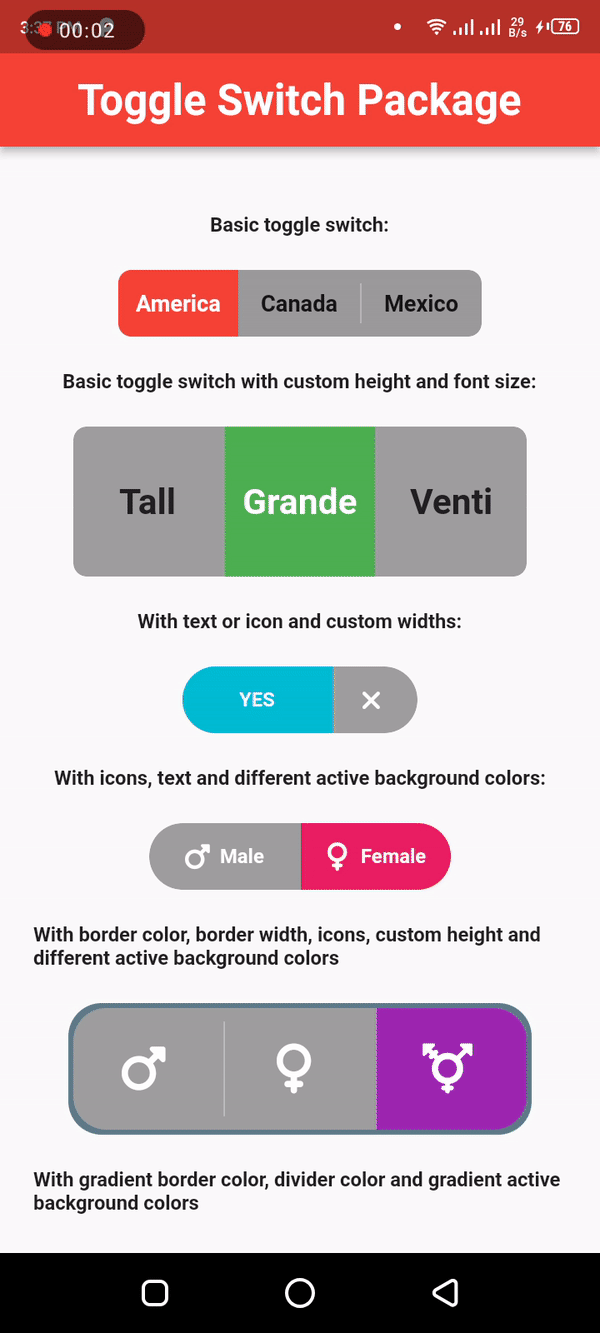 00:02
29
B/s
76
Toggle Switch Package
Basic toggle switch:
America Canada Mexico
Basic toggle switch with custom height and font size:
Tall Grande Venti
With text or icon and custom widths:
YES
With icons, text and different active background colors:
Male Female
With border color, border width, icons, custom height and
different active background colors
With gradient border color, divider color and gradient active
background colors